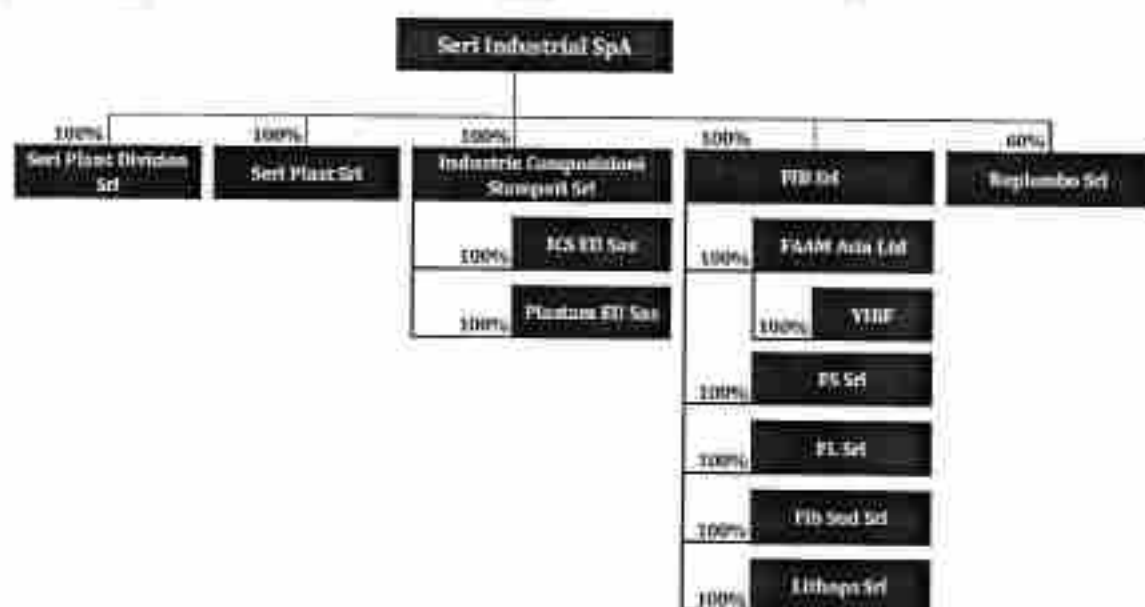 Seri Industrial SpA
100%
100%
100%
100%
60%
Seri Plant Division
Srl
Seri Plant Srl
Industrie Composizioni
Stampati Srl
FIB Srl
Repiombo Srl
100%
ICS EU Sas
100%
FAAM Asia Ltd
100%
Plastam EU Sas
100%
YIBF
100%
FS Srl
100%
FL Srl
100%
Fib Sud Srl
100%
Lithops Srl